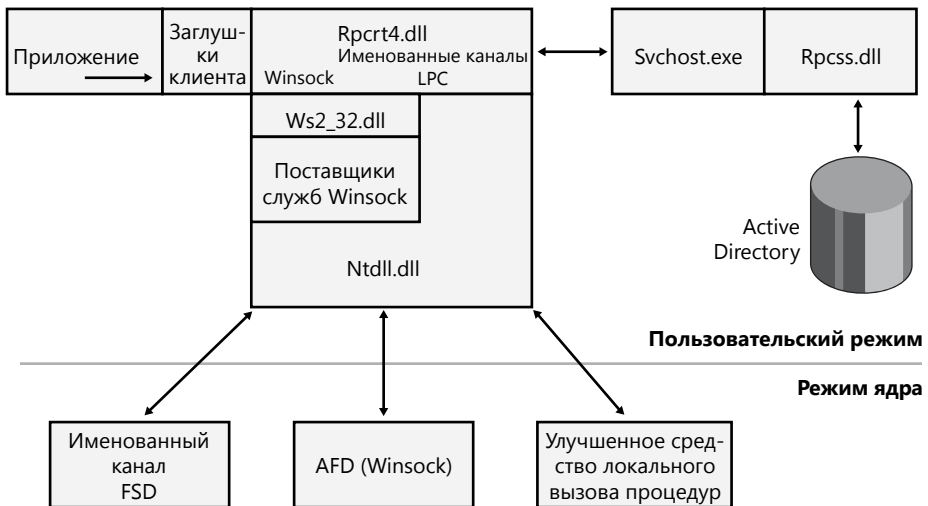 Приложение
Заглуш-
ки
клиента
Rpcrt4.dll
Именованные каналы
Winsock LPC
Svchost.exe
Rpcss.dll
Ws2_32.dll
Поставщики
служб Winsock
Ntdll.dll
Active
Directory
Пользовательский режим
Режим ядра
Именованный
канал
FSD
AFD (Winsock)
Улучшенное сред-
ство локального
вызова процедур